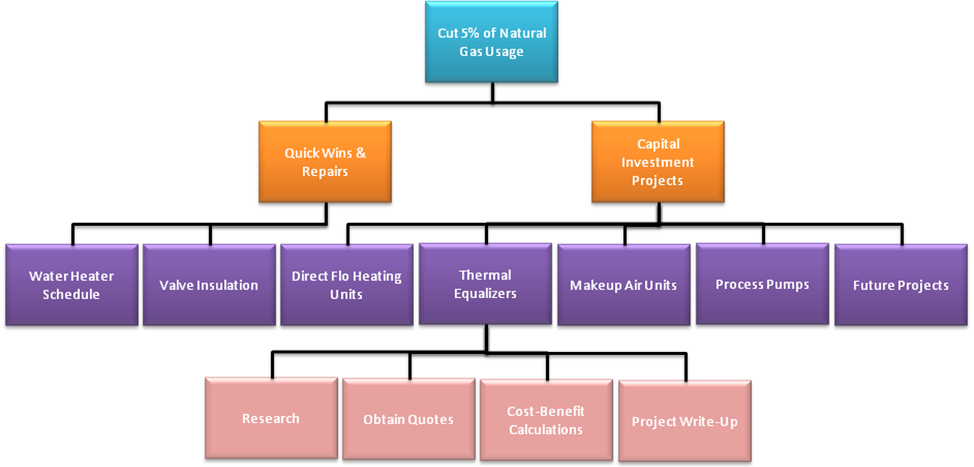 Cut 5% of Natural
Gas Usage
Quick Wins &
Repairs
Capital
Investment
Projects
Water Heater
Schedule
Valve Insulation
Direct Flo Heating
Units
Thermal
Equalizers
Makeup Air Units
Process Pumps
Future Projects
Research
Obtain Quotes
Cost-Benefit
Calculations
Project Write-Up